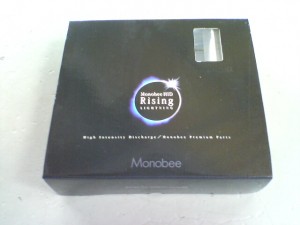 Monobee HID
Rising
LIGHTNING
High Intensity Discharge/Monobee Premium Parts
Monobee